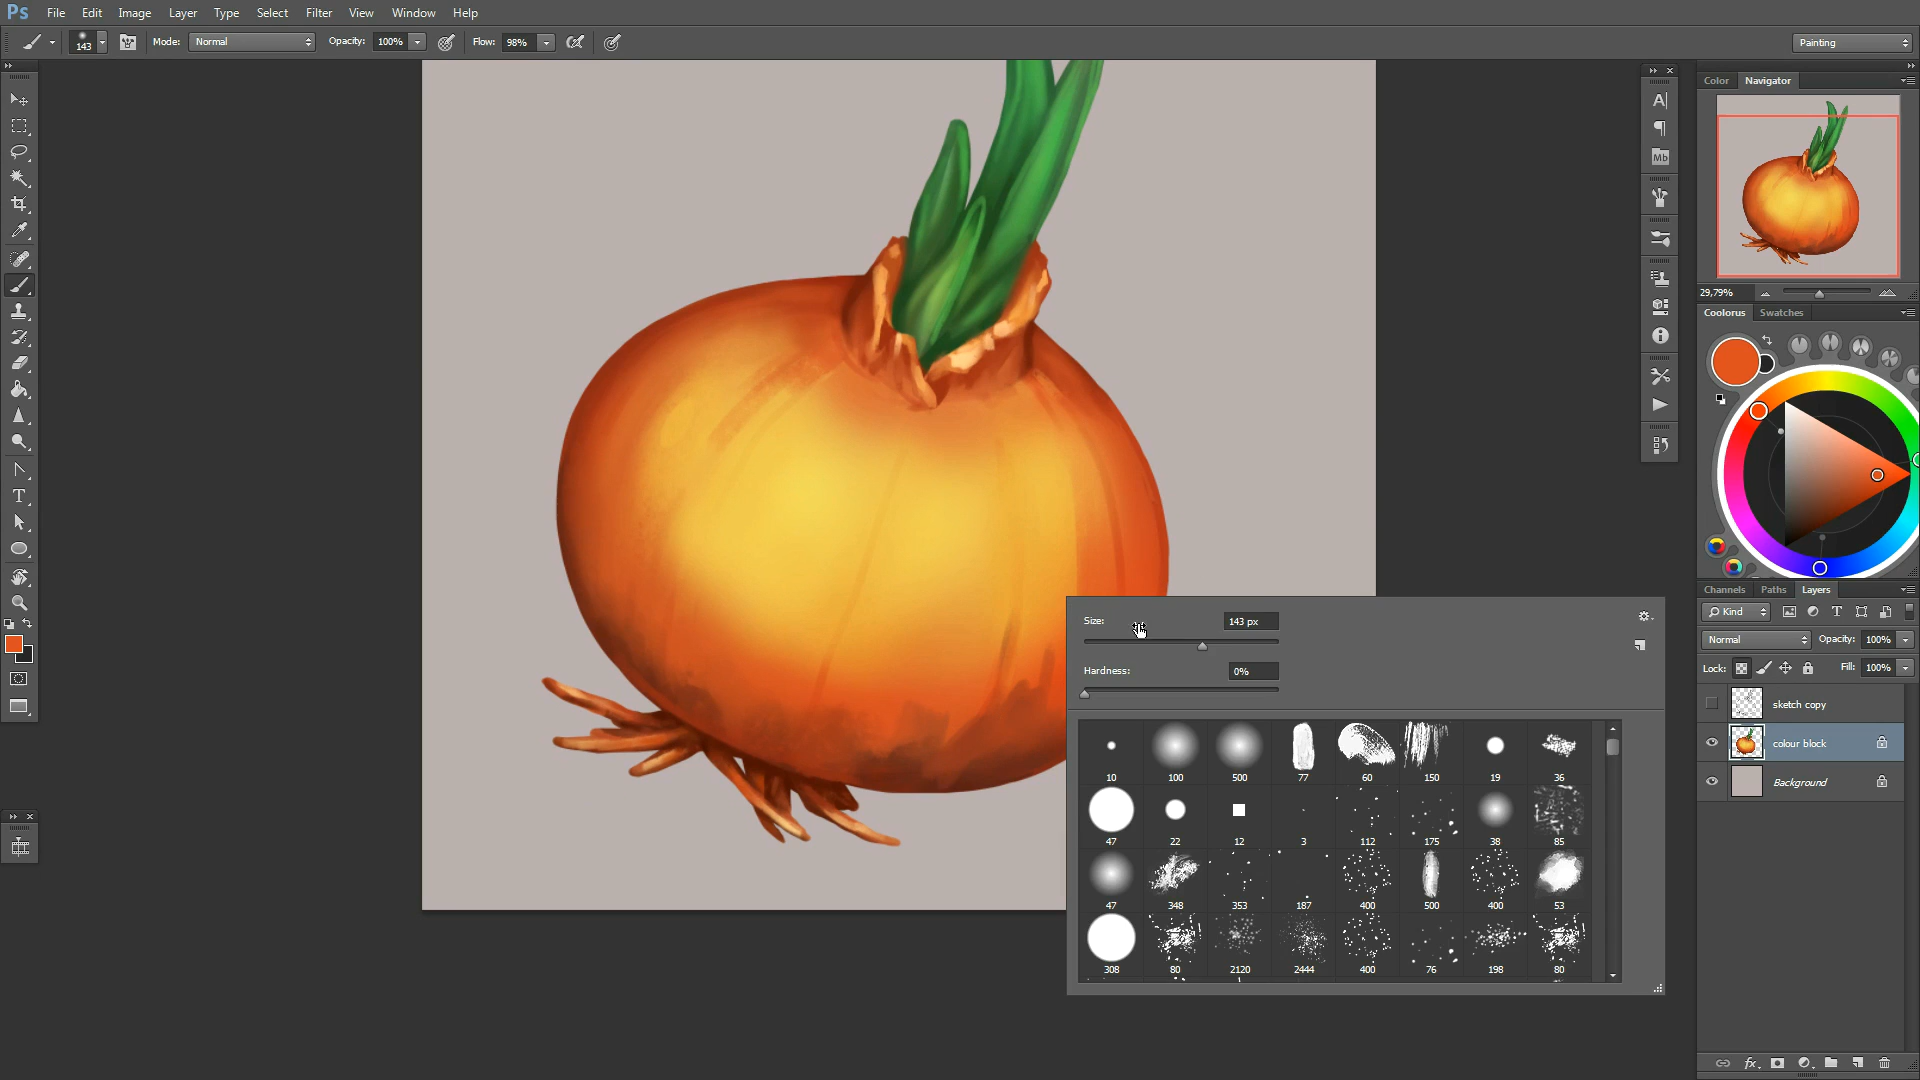 Ps File Edit Image Layer Type Select Filter View Window Help
143 Mode: Normal Opacity: 100% Flow: 98% Painting
Color Navigator
29,79%
Coolorus Swatches
Channels Paths Layers
Kind
Normal Opacity: 100%
Lock: Fill: 100%
sketch copy
colour block
Background
Size: 143 px
Hardness: 0%
10 100 500 77 60 150 19 36
47 22 12 3 112 175 38 85
47 348 353 187 400 500 400 53
308 80 2120 2444 400 76 198 80
A
Mb
T
T
fx